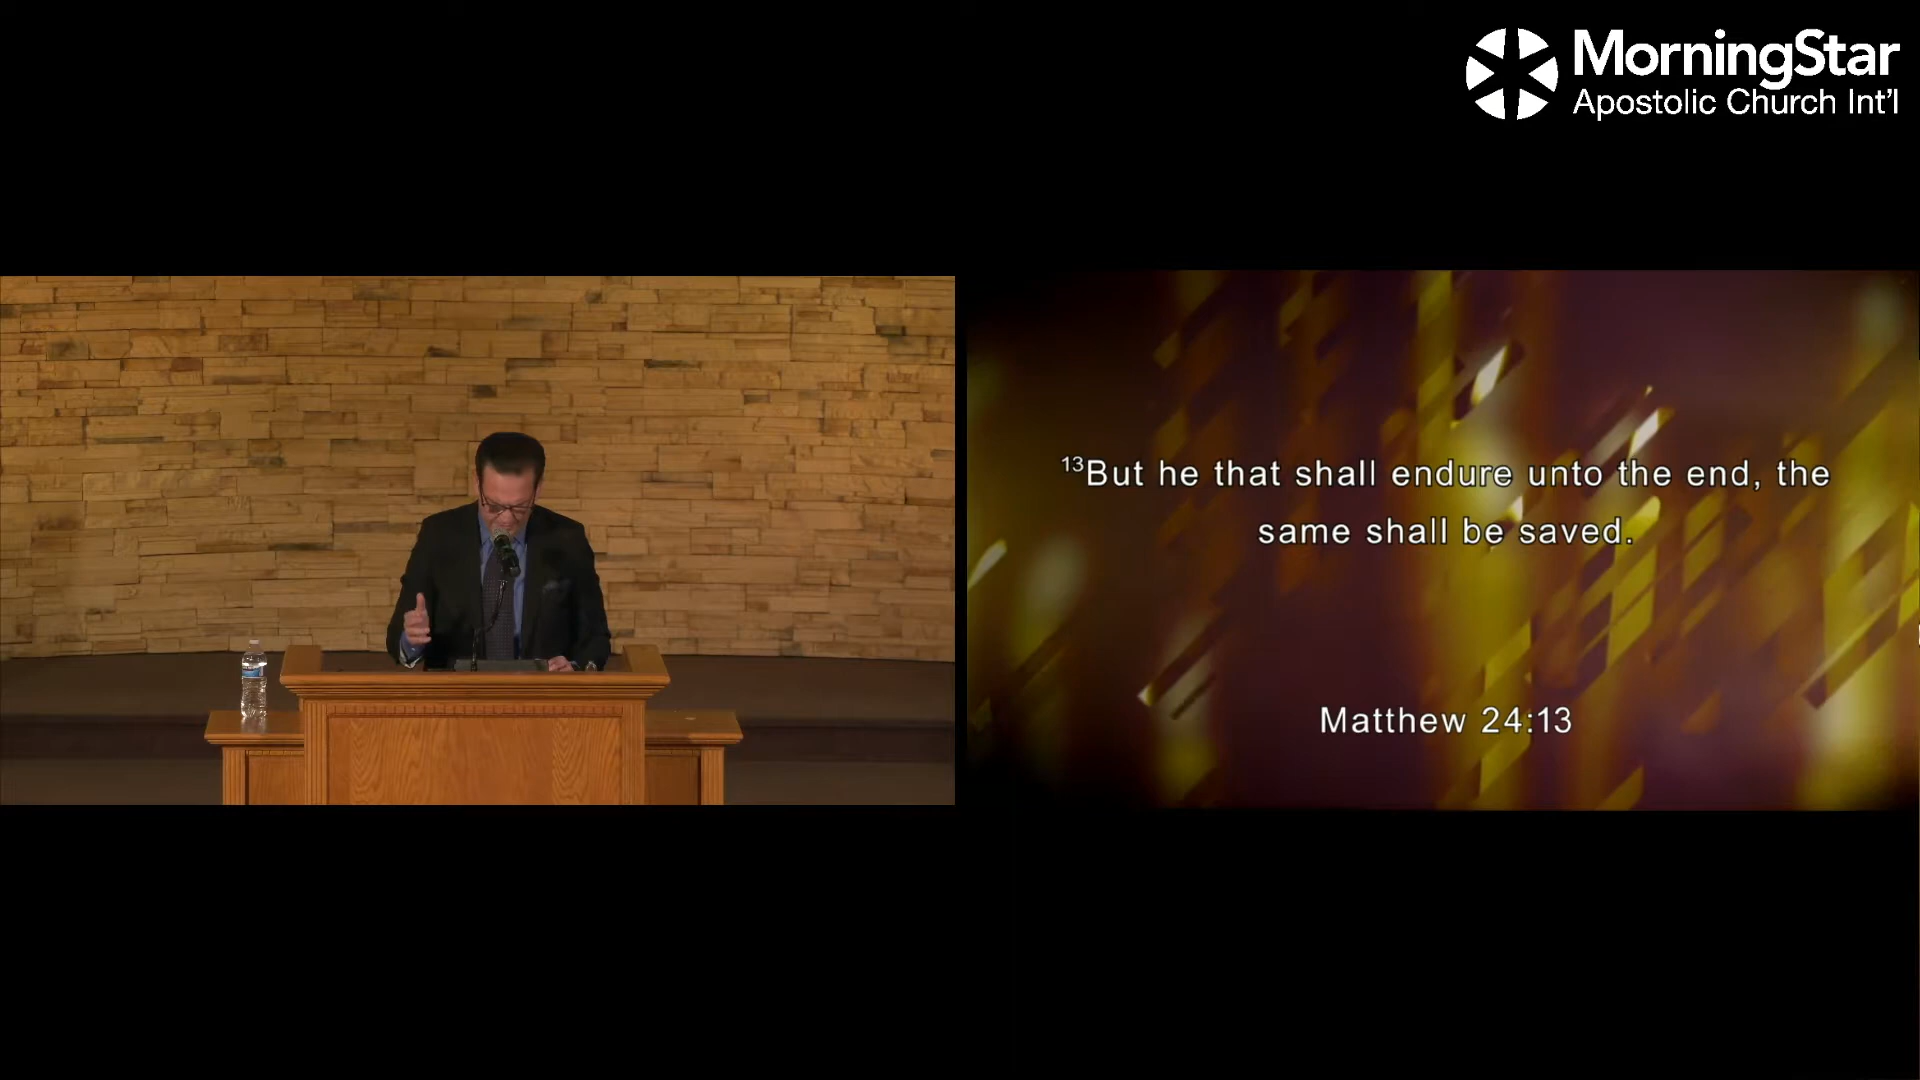 MorningStar
Apostolic Church Int'l
13But he that shall endure unto the end, the
same shall be saved.
Matthew 24:13